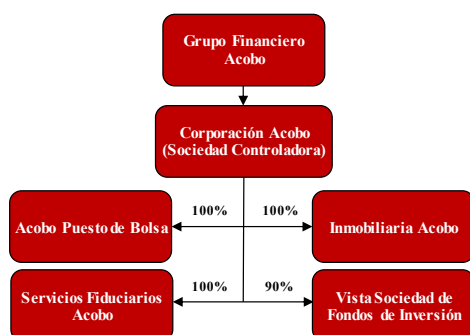 Grupo Financiero
Acobo
Corporación Acobo
(Sociedad Controladora)
100%
100%
Acobo Puesto de Bolsa
Inmobiliaria Acobo
100%
90%
Servicios Fiduciarios
Acobo
Vista Sociedad de
Fondos de Inversión